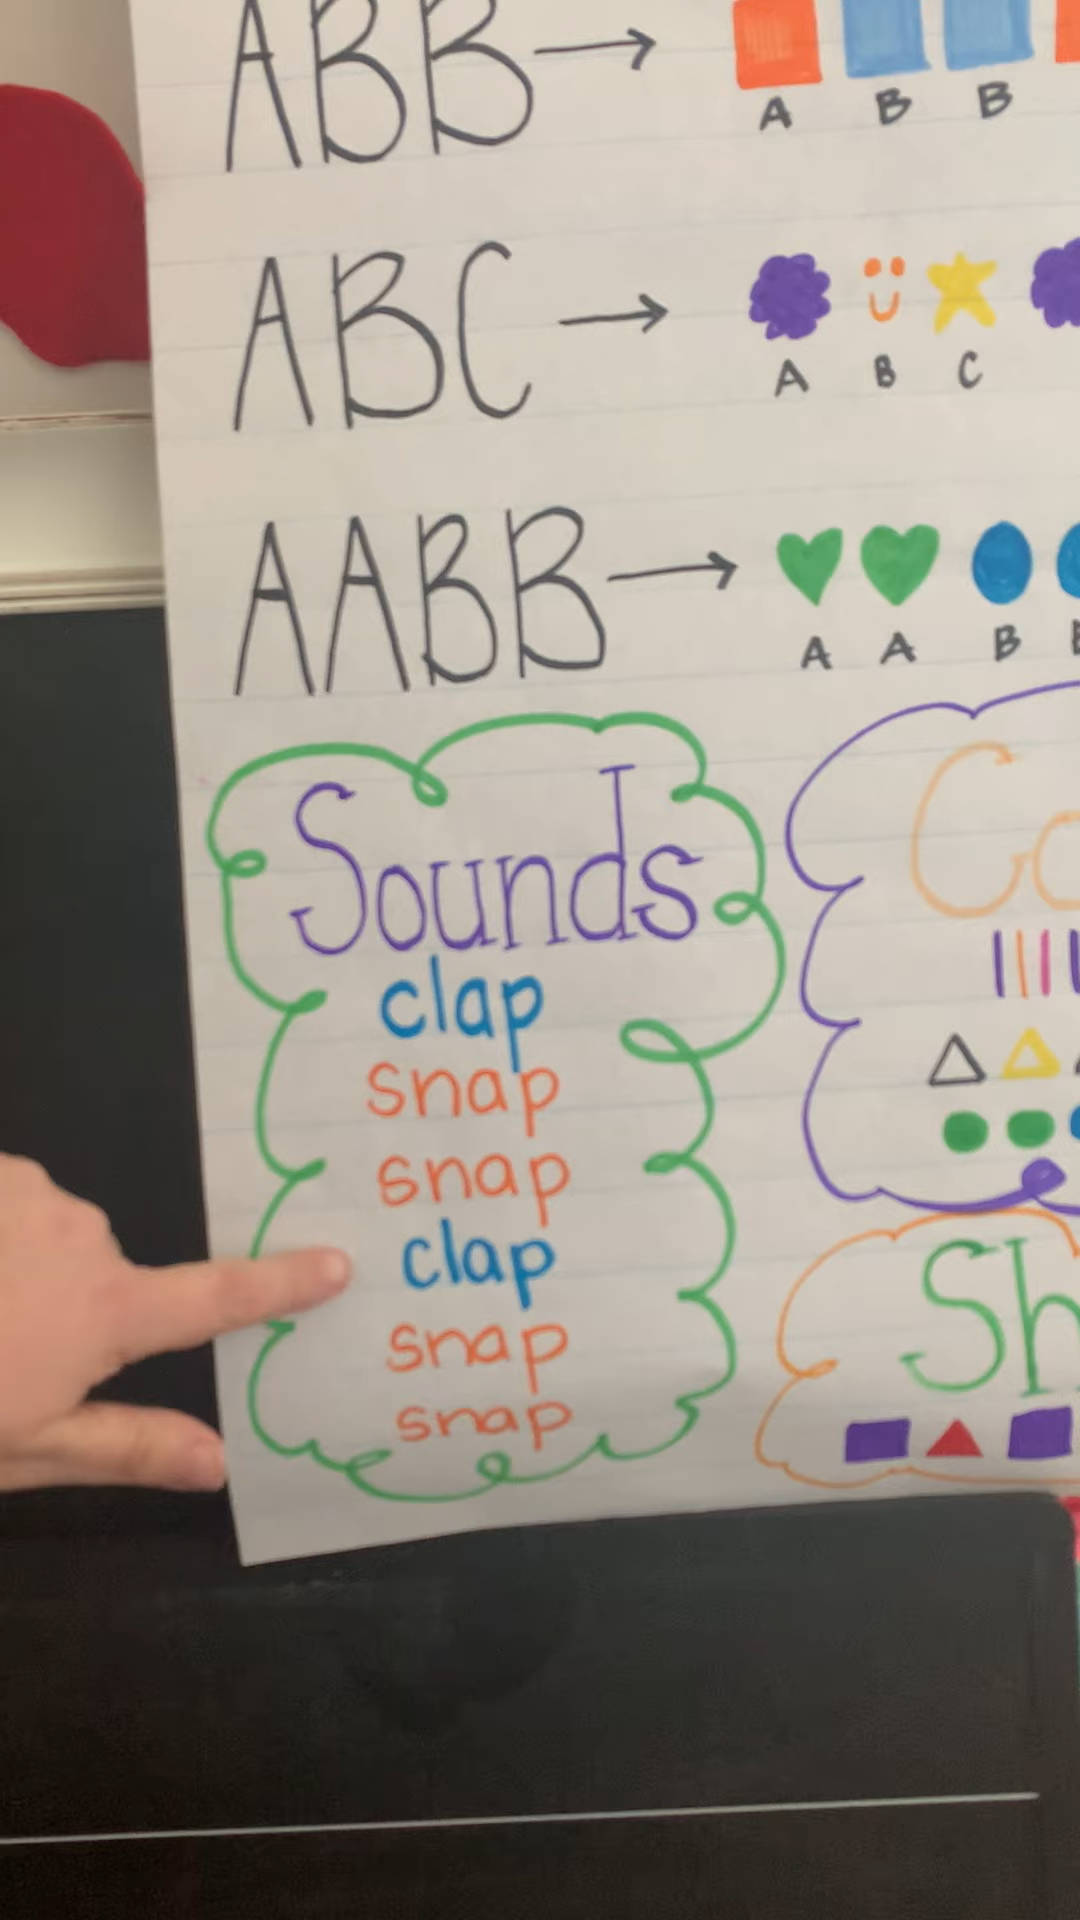 ABB → A B B
ABC → A B C
AABB → A A B
Sounds
clap
snap
snap
clap
snap
snap